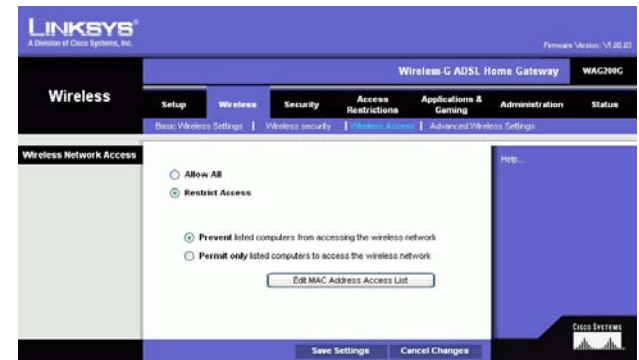 LINKSYS®
A Division of Cisco Systems, Inc.
Firmware Version: V1.00.03
Wireless-G ADSL Home Gateway
WAG200G
Wireless
Setup
Wireless
Security
Access Restrictions
Applications & Gaming
Administration
Status
Basic Wireless Settings | Wireless security | Wireless Access | Advanced Wireless Settings
Wireless Network Access
Help...
Allow All
Restrict Access
Prevent listed computers from accessing the wireless network
Permit only listed computers to access the wireless network
Edit MAC Address Access List
Save Settings
Cancel Changes
CISCO SYSTEMS